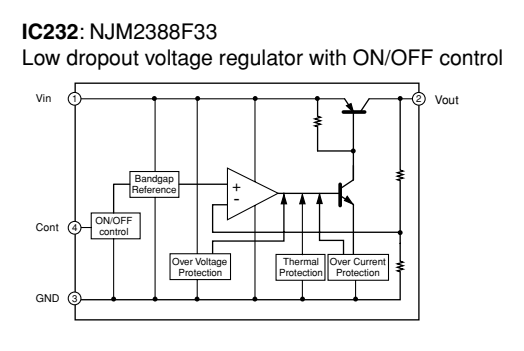 IC232: NJM2388F33
Low dropout voltage regulator with ON/OFF control
Vin 1
2 Vout
Bandgap
Reference
+
-
Cont 4
ON/OFF
control
Over Voltage
Protection
Thermal
Protection
Over Current
Protection
GND 3